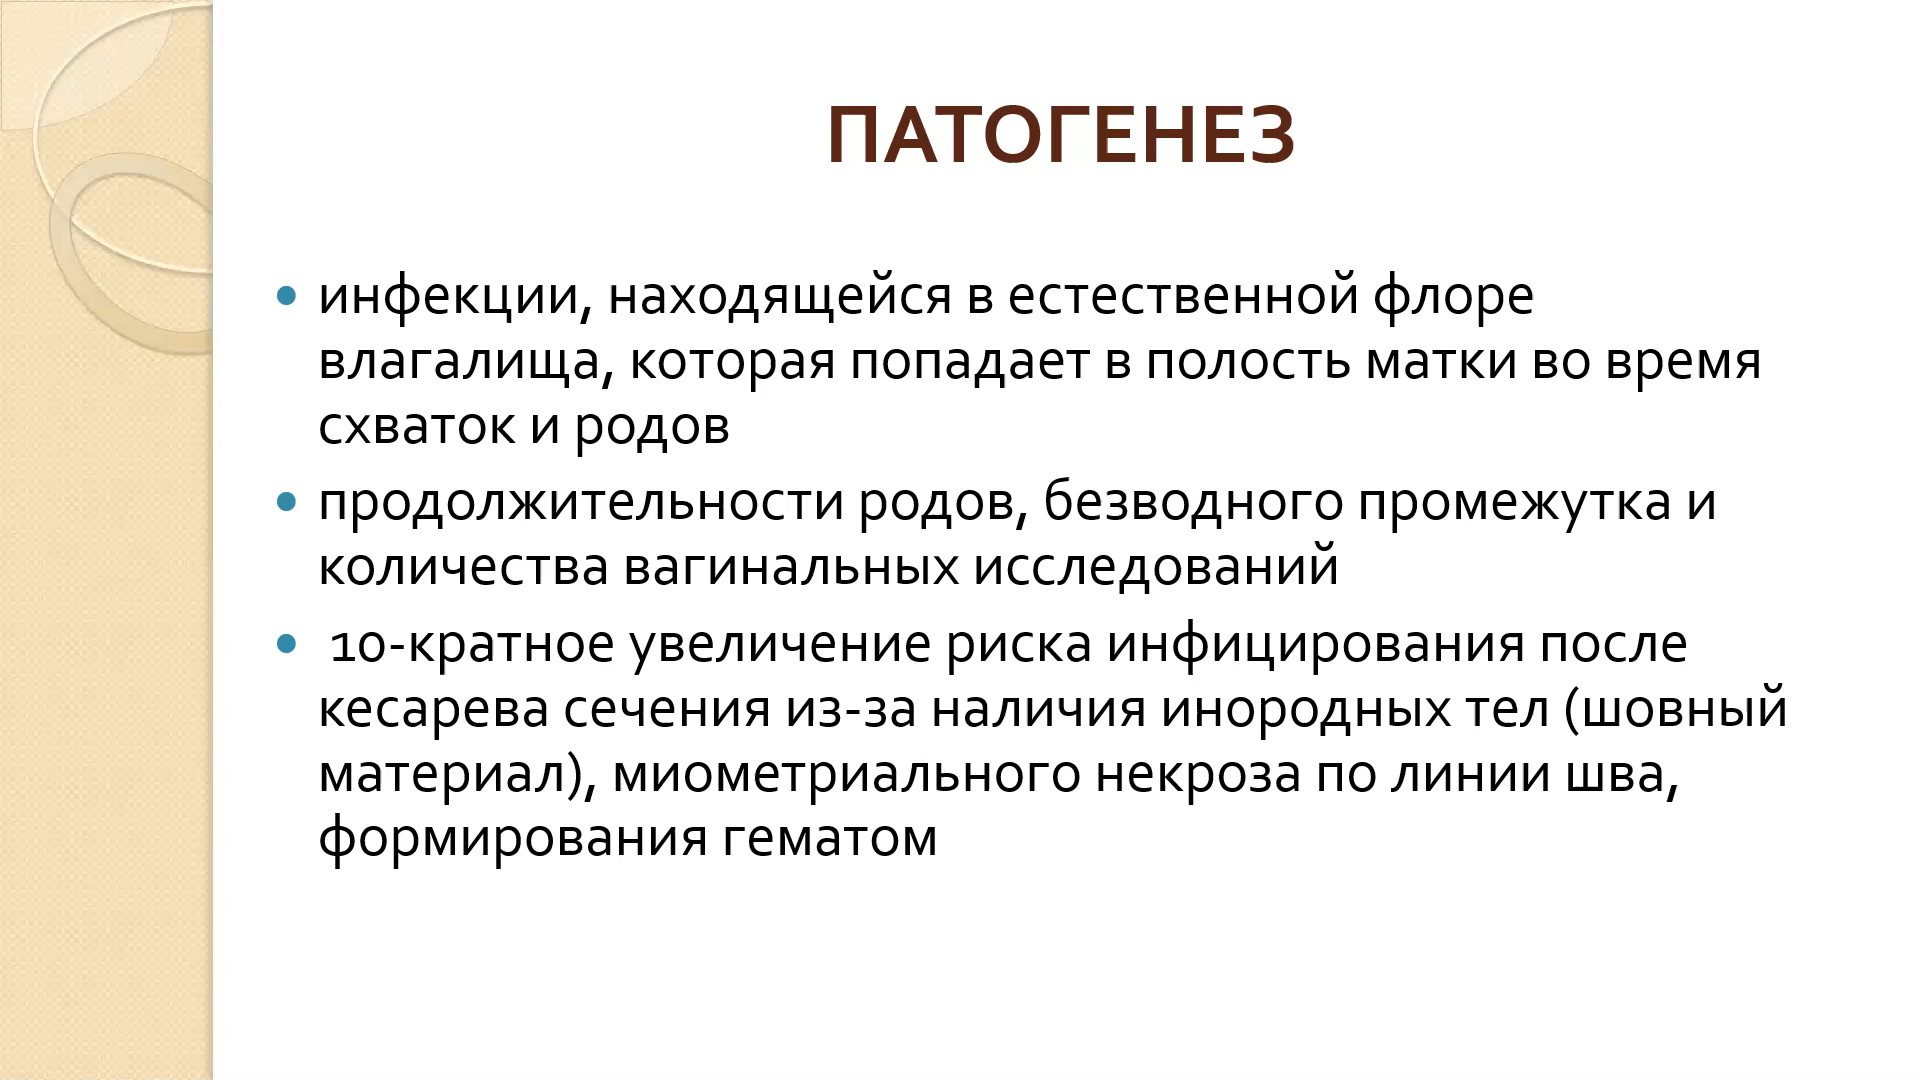 ПАТОГЕНЕЗ
• инфекции, находящейся в естественной флоре
влагалища, которая попадает в полость матки во время
схваток и родов
• продолжительности родов, безводного промежутка и
количества вагинальных исследований
• 10-кратное увеличение риска инфицирования после
кесарева сечения из-за наличия инородных тел (шовный
материал), миометриального некроза по линии шва,
формирования гематом